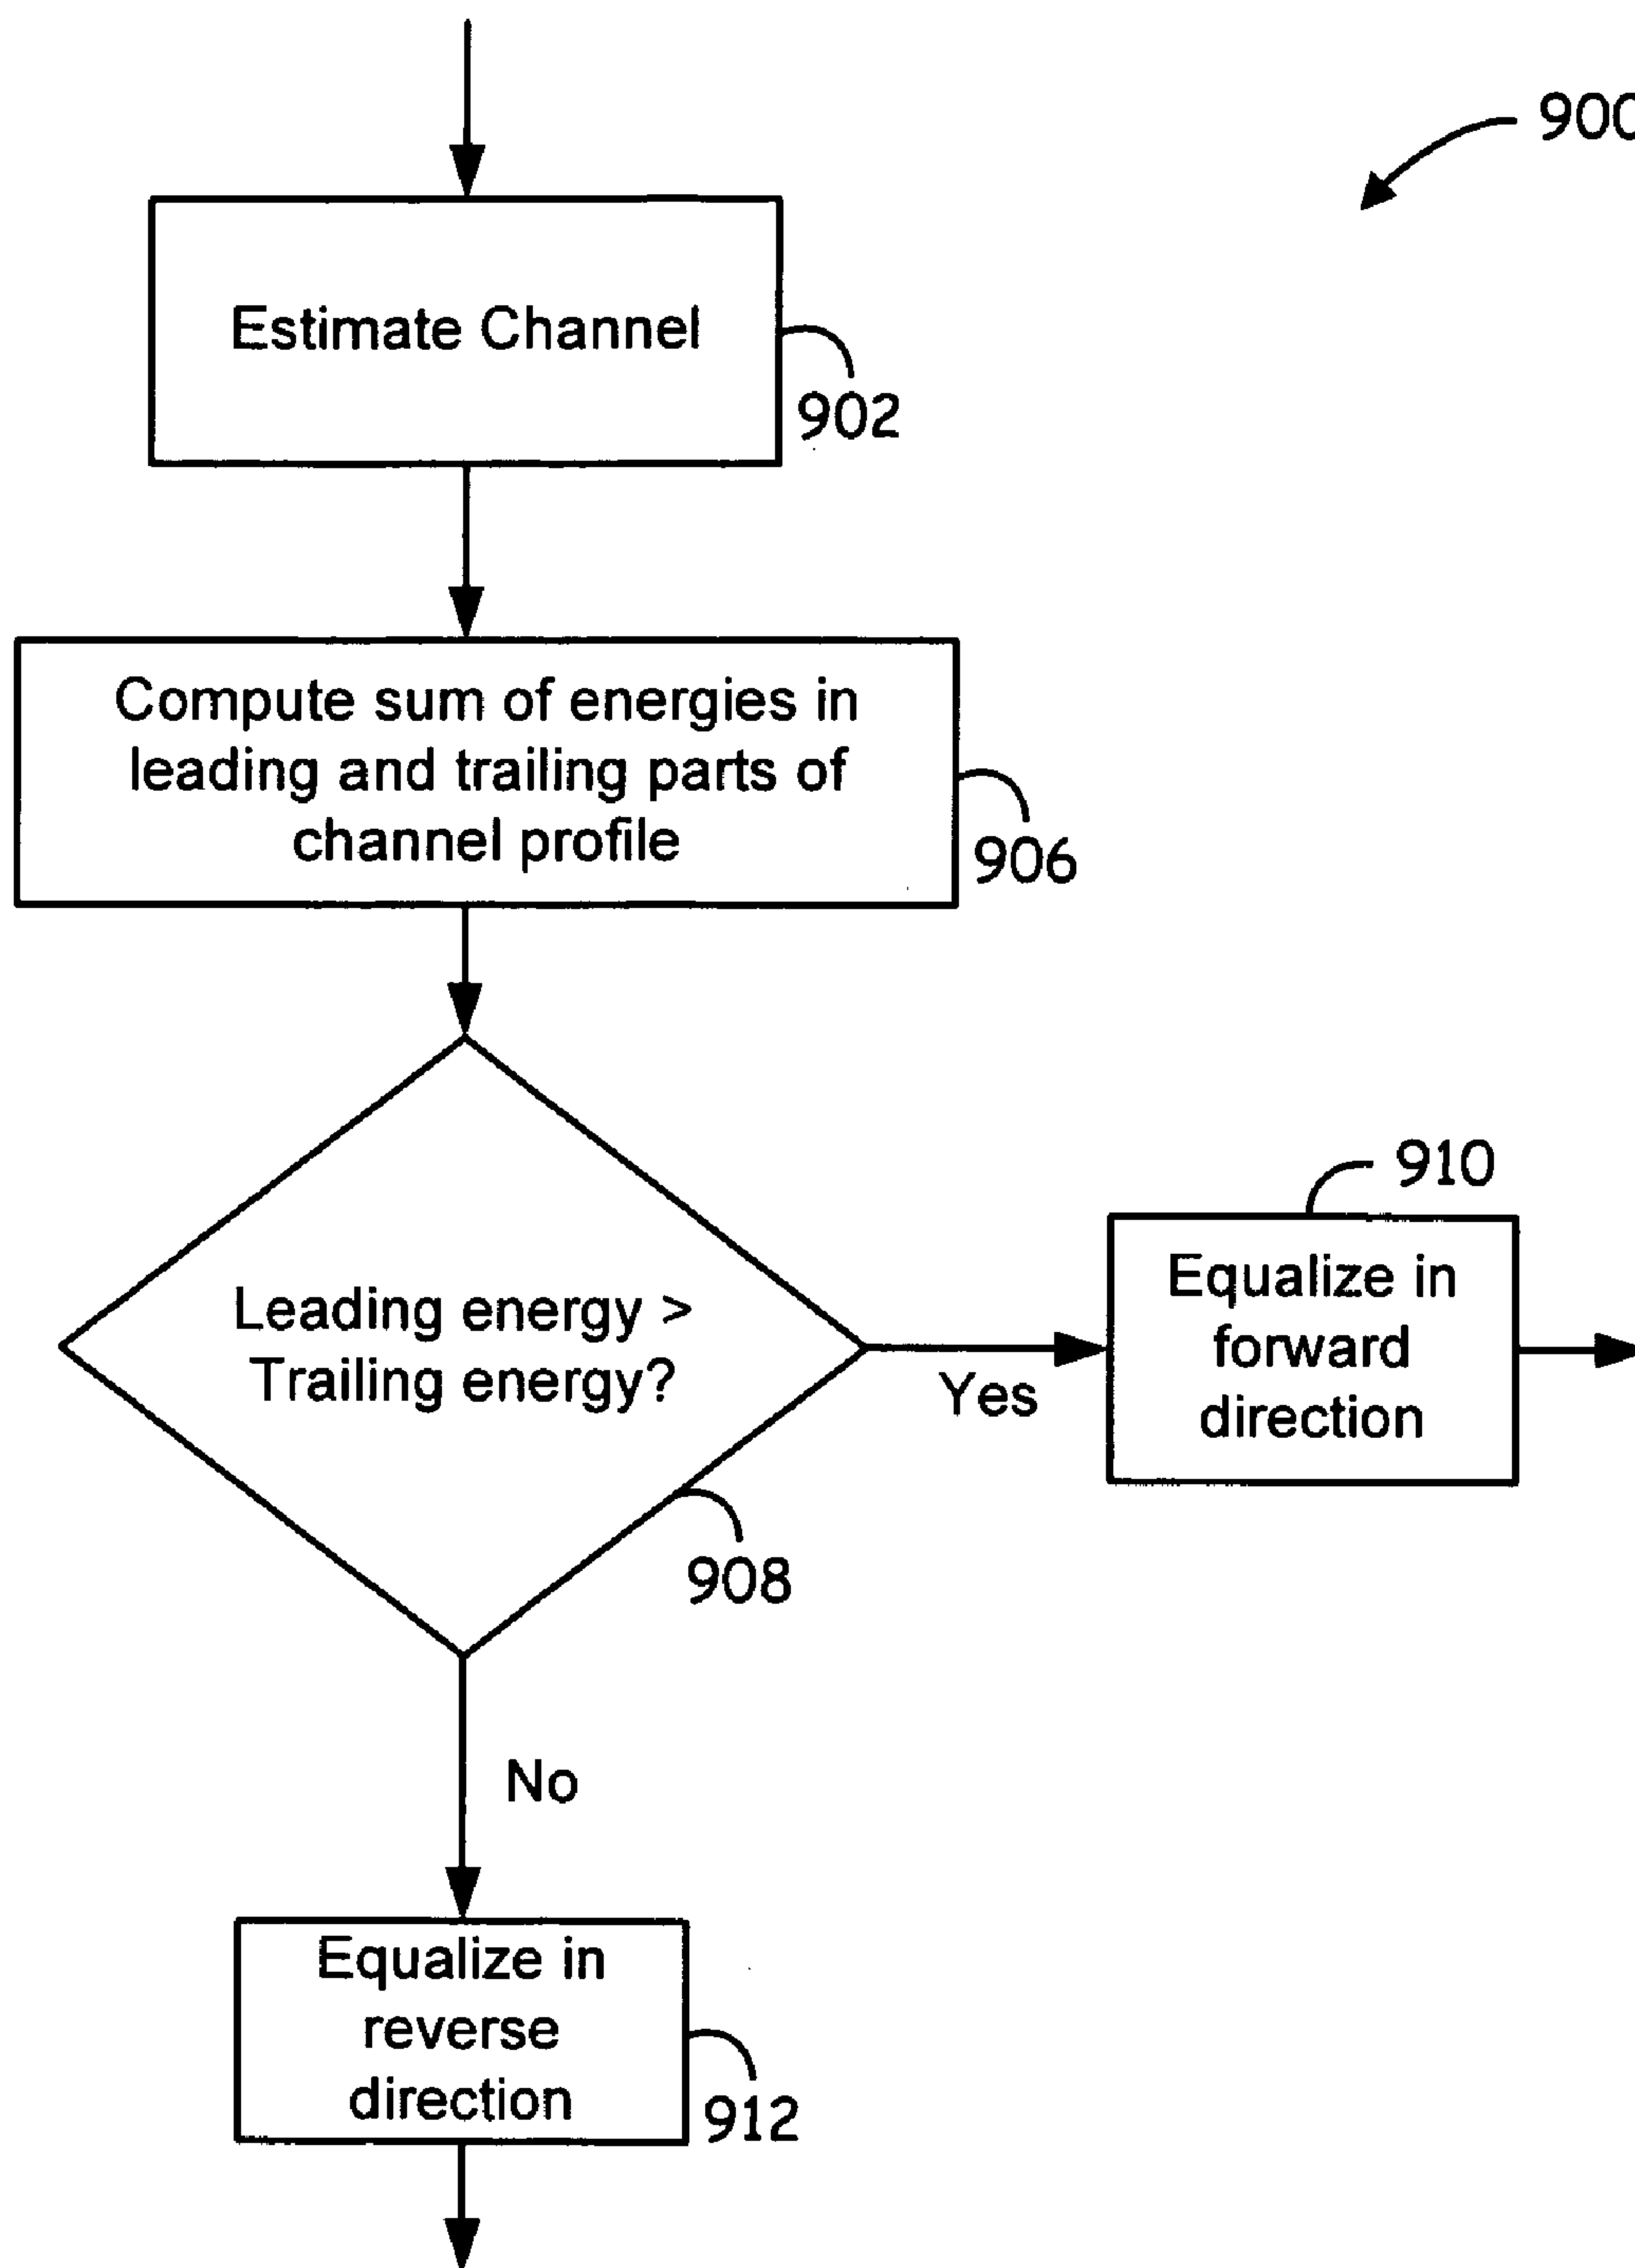 900
Estimate Channel
902
Compute sum of energies in
leading and trailing parts of
channel profile
906
Leading energy >
Trailing energy?
908
Yes
910
Equalize in
forward
direction
No
Equalize in
reverse
direction
912